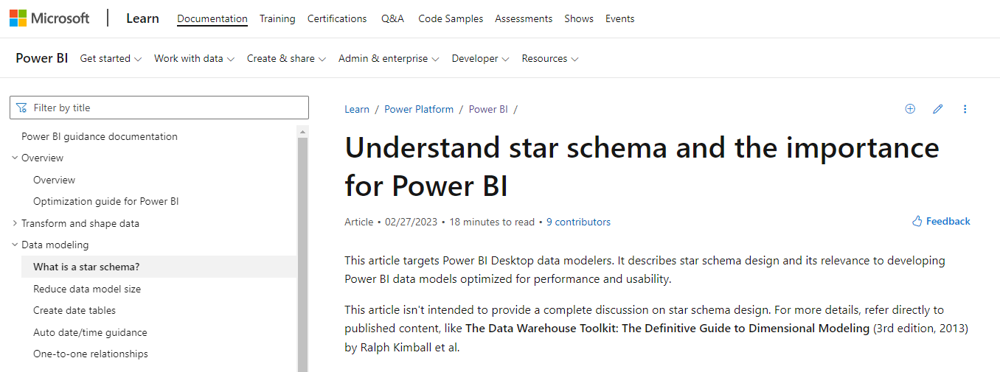 Microsoft Learn Documentation Training Certifications Q&A Code Samples Assessments Shows Events
Power BI Get started Work with data Create & share Admin & enterprise Developer Resources
Filter by title
Power BI guidance documentation
Overview
Overview
Optimization guide for Power BI
Transform and shape data
Data modeling
What is a star schema?
Reduce data model size
Create date tables
Auto date/time guidance
One-to-one relationships
Learn / Power Platform / Power BI /
Understand star schema and the importance
for Power BI
Article • 02/27/2023 • 18 minutes to read • 9 contributors
Feedback
This article targets Power BI Desktop data modelers. It describes star schema design and its relevance to developing
Power BI data models optimized for performance and usability.
This article isn't intended to provide a complete discussion on star schema design. For more details, refer directly to
published content, like The Data Warehouse Toolkit: The Definitive Guide to Dimensional Modeling (3rd edition, 2013)
by Ralph Kimball et al.